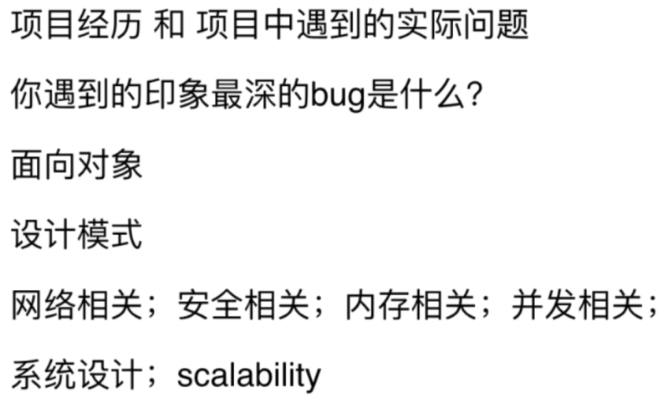 项目经历 和 项目中遇到的实际问题
你遇到的印象最深的bug是什么？
面向对象
设计模式
网络相关；安全相关；内存相关；并发相关；
系统设计；scalability